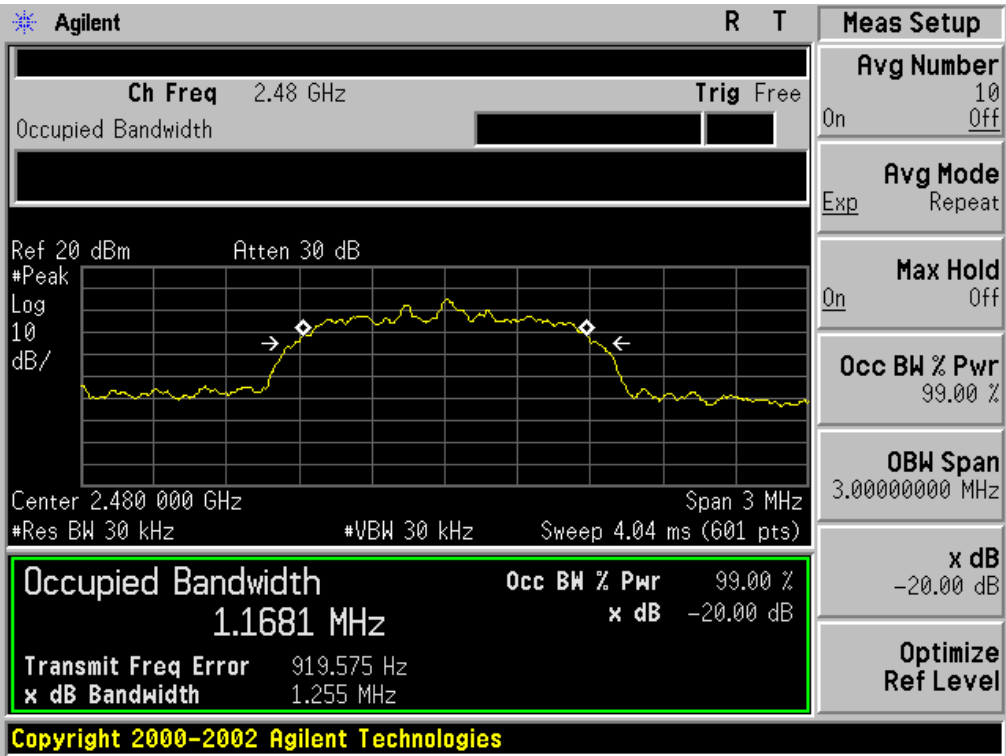 Agilent R T
Ch Freq 2.48 GHz Trig Free
Occupied Bandwidth
Ref 20 dBm Atten 30 dB
#Peak
Log
10
dB/
Center 2.480 000 GHz Span 3 MHz
#Res BW 30 kHz #VBW 30 kHz Sweep 4.04 ms (601 pts)
Occupied Bandwidth
1.1681 MHz
Occ BW % Pwr 99.00 %
x dB -20.00 dB
Transmit Freq Error 919.575 Hz
x dB Bandwidth 1.255 MHz
Copyright 2000-2002 Agilent Technologies
Meas Setup
Avg Number
10
On Off
Avg Mode
Exp Repeat
Max Hold
On Off
Occ BW % Pwr
99.00 %
OBW Span
3.00000000 MHz
x dB
-20.00 dB
Optimize
Ref Level